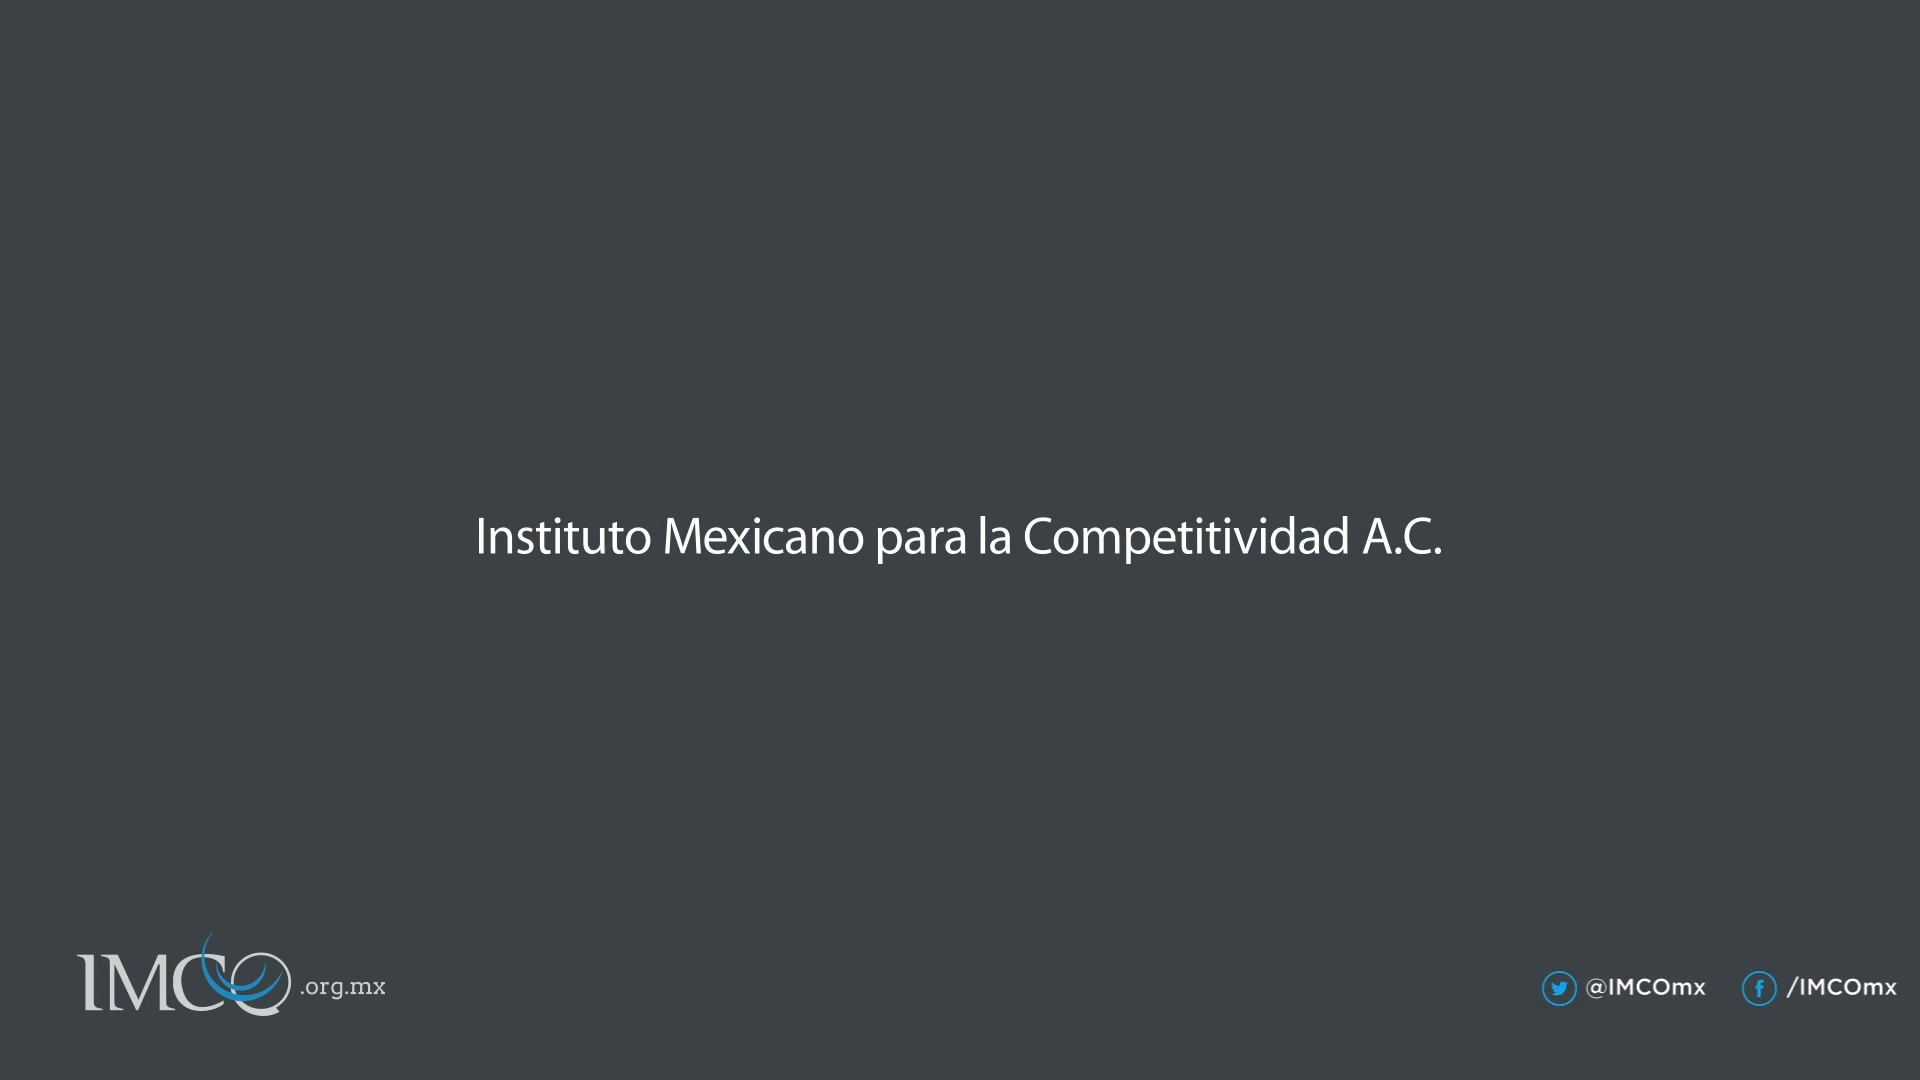 Instituto Mexicano para la Competitividad A.C.
IMCO .org.mx
@IMCOmx
/IMCOmx